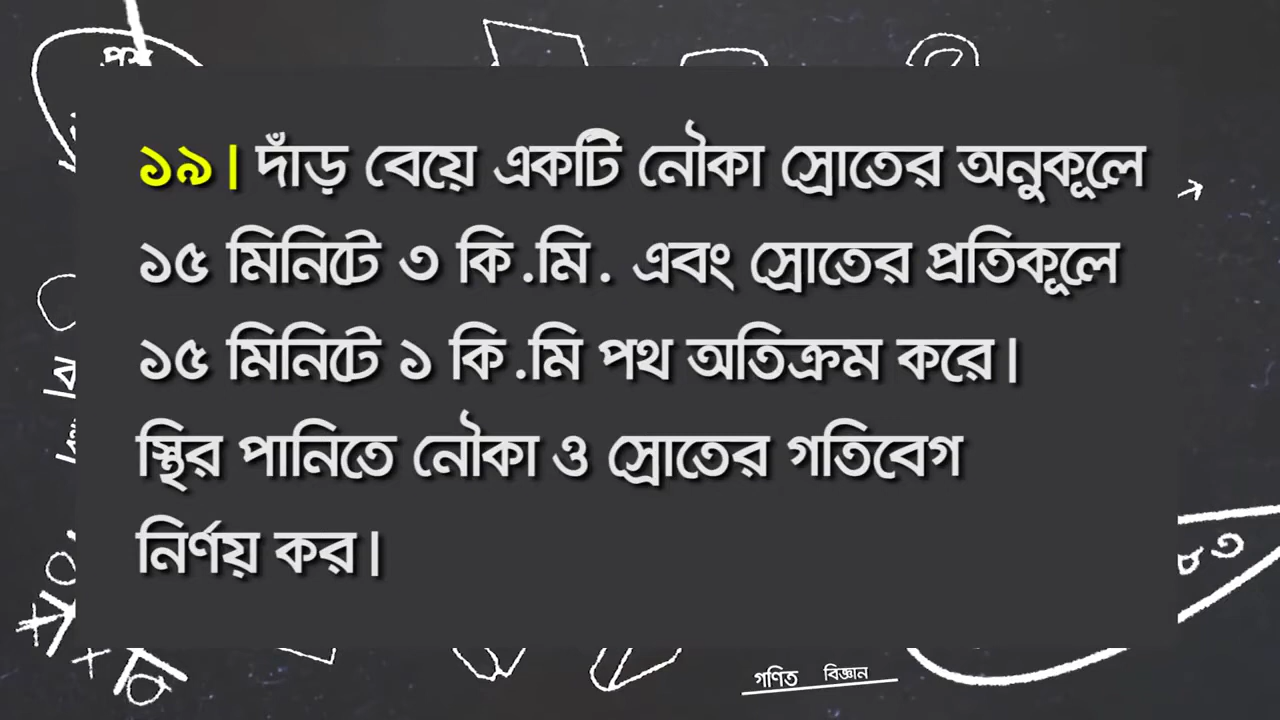 ১৯। দাঁড় বেয়ে একটি নৌকা স্রোতের অনুকূলে
১৫ মিনিটে ৩ কি.মি. এবং স্রোতের প্রতিকূলে
১৫ মিনিটে ১ কি.মি পথ অতিক্রম করে।
স্থির পানিতে নৌকা ও স্রোতের গতিবেগ
নির্ণয় কর।
গণিত বিজ্ঞান